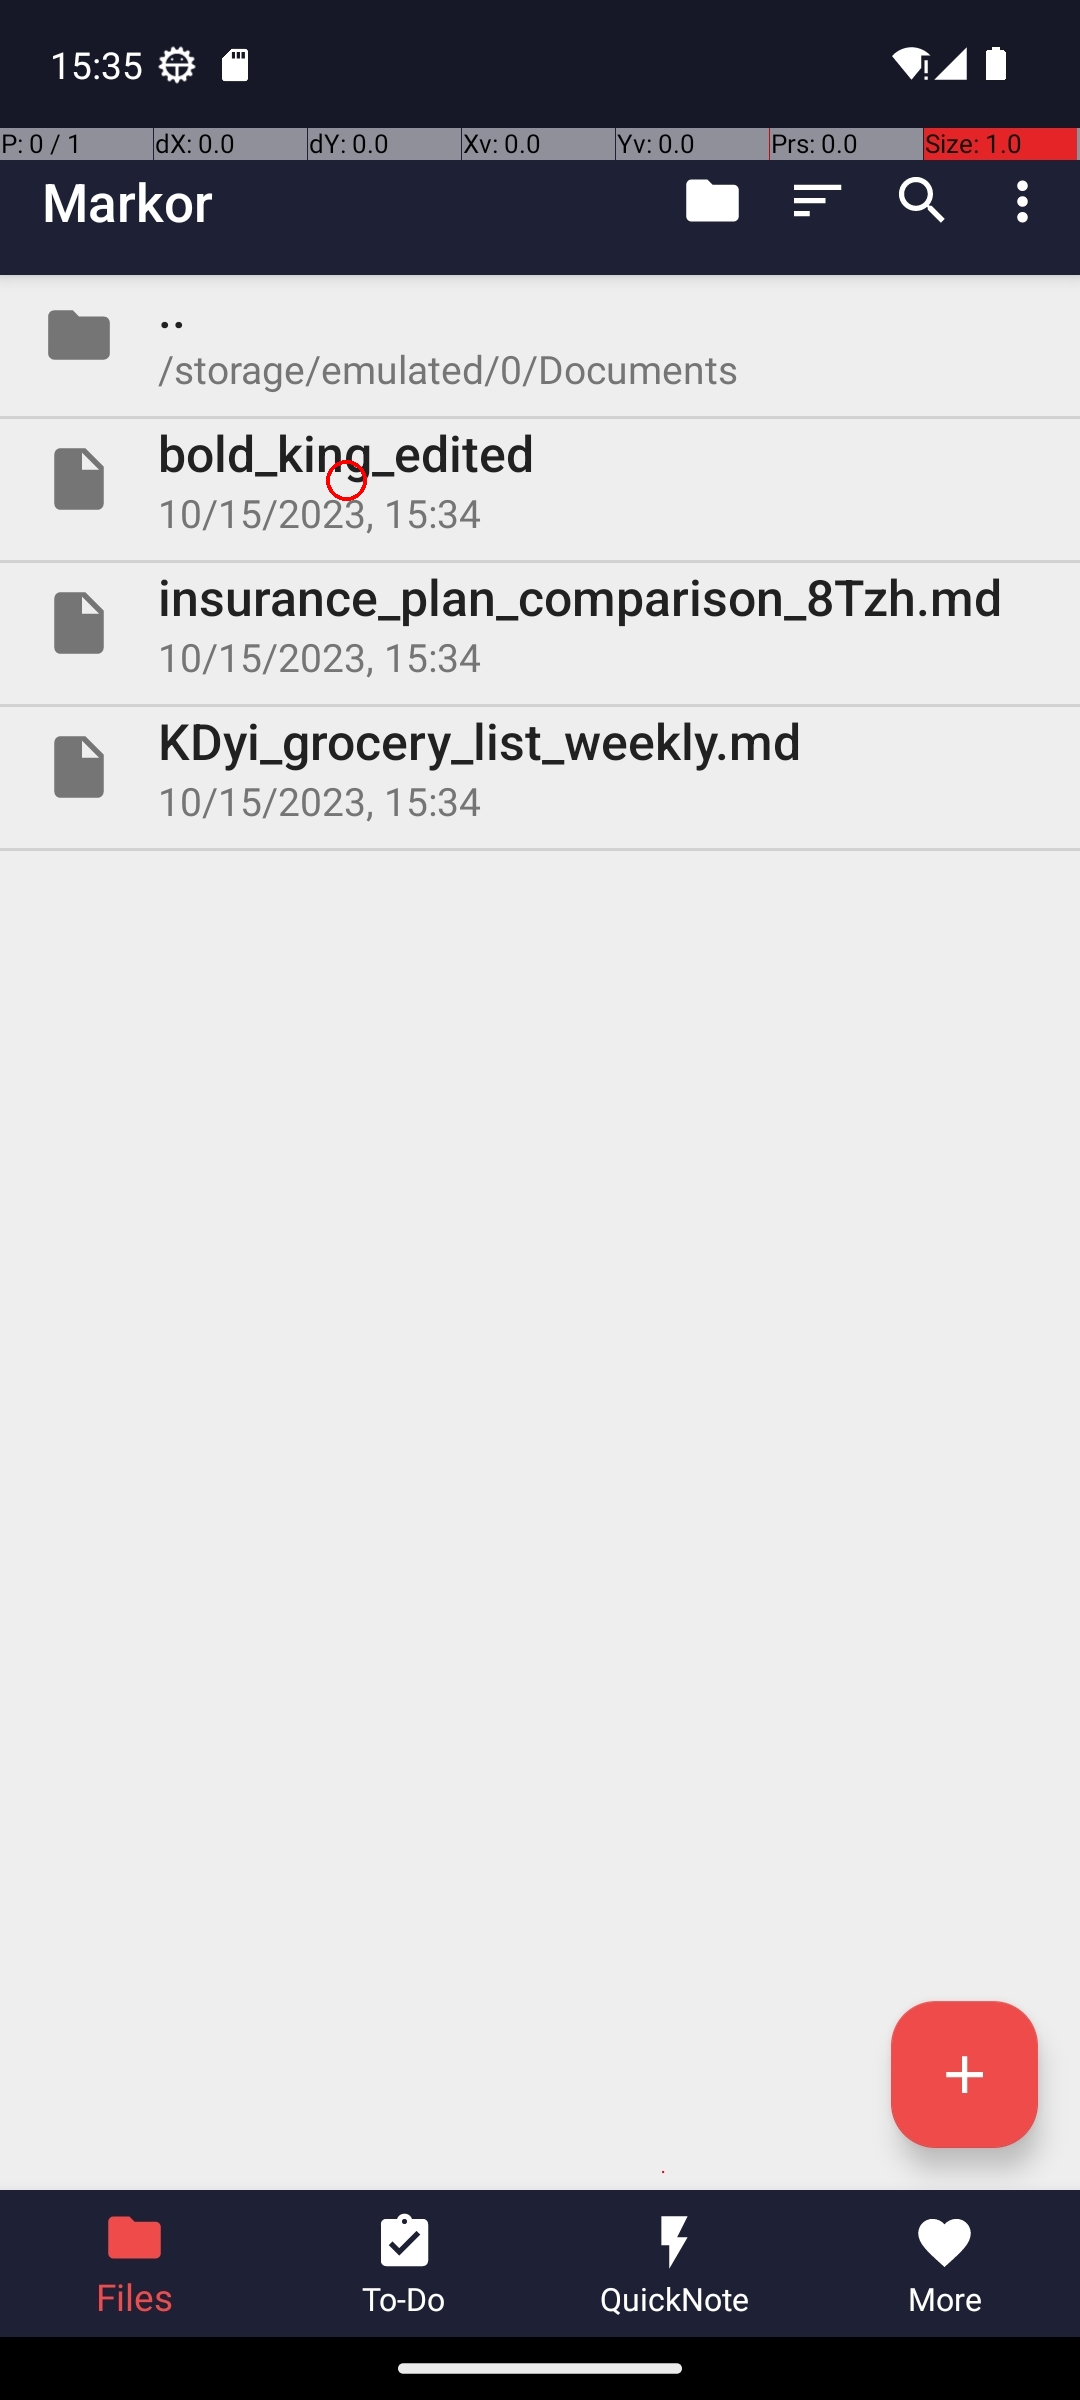 15:35
P: 0 / 1 dX: 0.0 dY: 0.0 Xv: 0.0 Yv: 0.0 Prs: 0.0 Size: 1.0
Markor
..
/storage/emulated/0/Documents
bold_king_edited
10/15/2023, 15:34
insurance_plan_comparison_8Tzh.md
10/15/2023, 15:34
KDyi_grocery_list_weekly.md
10/15/2023, 15:34
Files To-Do QuickNote More